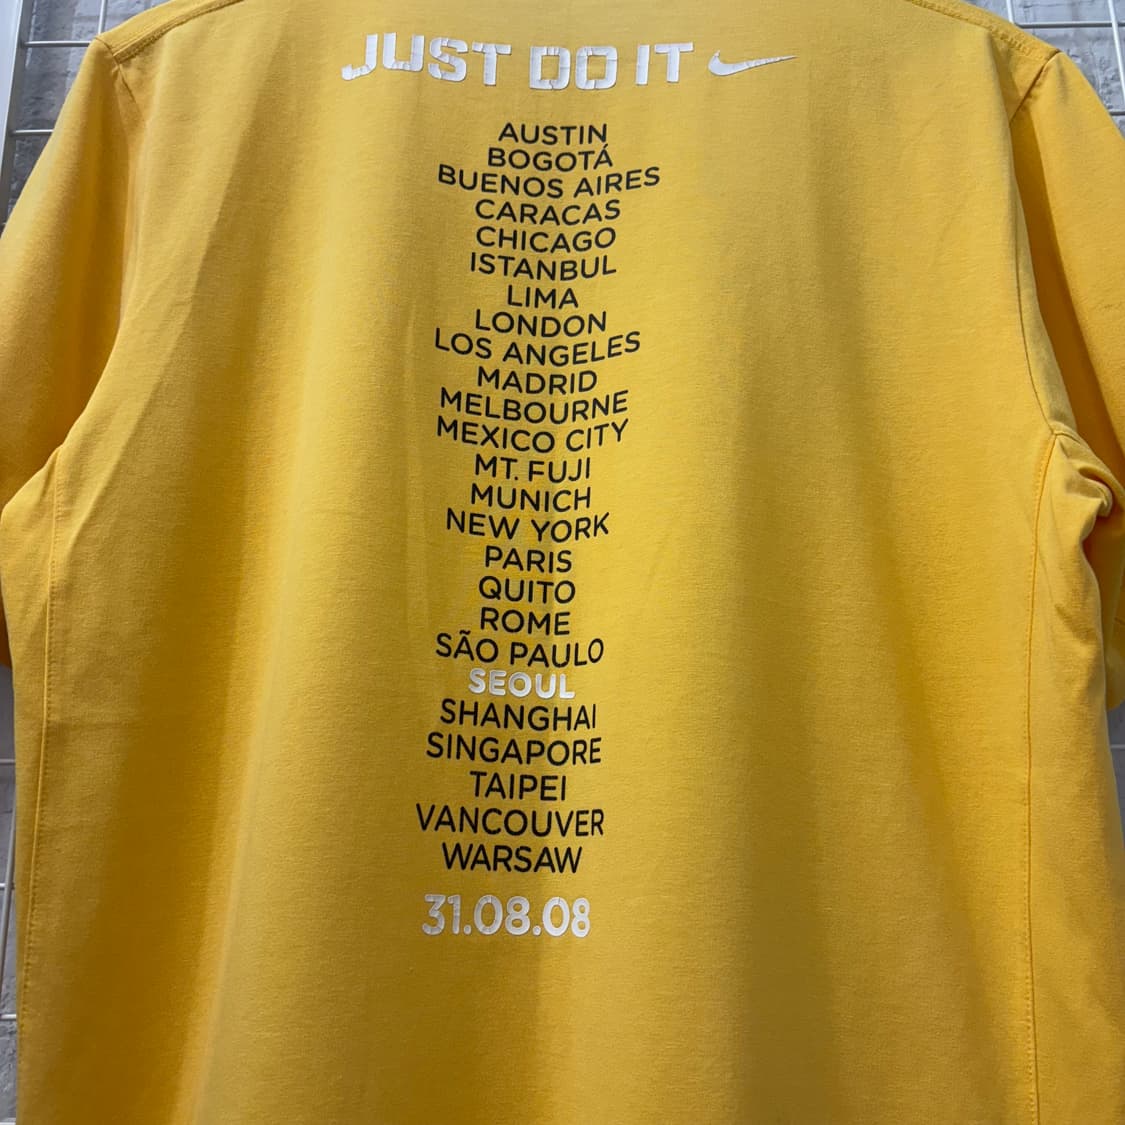 JUST DO IT
AUSTIN
BOGOTÁ
BUENOS AIRES
CARACAS
CHICAGO
ISTANBUL
LIMA
LONDON
LOS ANGELES
MADRID
MELBOURNE
MEXICO CITY
MT. FUJI
MUNICH
NEW YORK
PARIS
QUITO
ROME
SÃO PAULO
SEOUL
SHANGHAI
SINGAPORE
TAIPEI
VANCOUVER
WARSAW
31.08.08